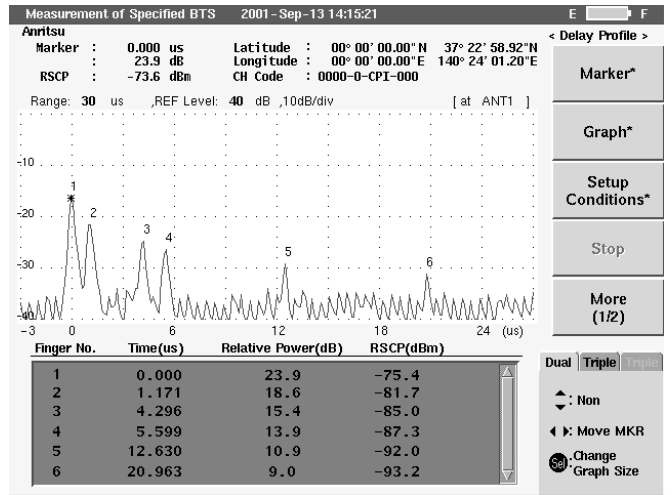 Measurement of Specified BTS 2001-Sep-13 14:15:21 E F
Anritsu
Marker : 0.000 us Latitude : 00° 00' 00.00"N 37° 22' 58.92"N
: 23.9 dB Longitude : 00° 00' 00.00"E 140° 24' 01.20"E
RSCP : -73.6 dBm CH Code : 0000-0-CPI-000
Range: 30 us ,REF Level: 40 dB ,10dB/div [ at ANT1 ]
-10
-20
-30
-40
1
2
3
4
5
6
-3 0 6 12 18 24 (us)
Finger No. Time(us) Relative Power(dB) RSCP(dBm)
1 0.000 23.9 -75.4
2 1.171 18.6 -81.7
3 4.296 15.4 -85.0
4 5.599 13.9 -87.3
5 12.630 10.9 -92.0
6 20.963 9.0 -93.2
< Delay Profile >
Marker*
Graph*
Setup
Conditions*
Stop
More
(1/2)
Dual Triple Triple
: Non
: Move MKR
Sel :Change
Graph Size